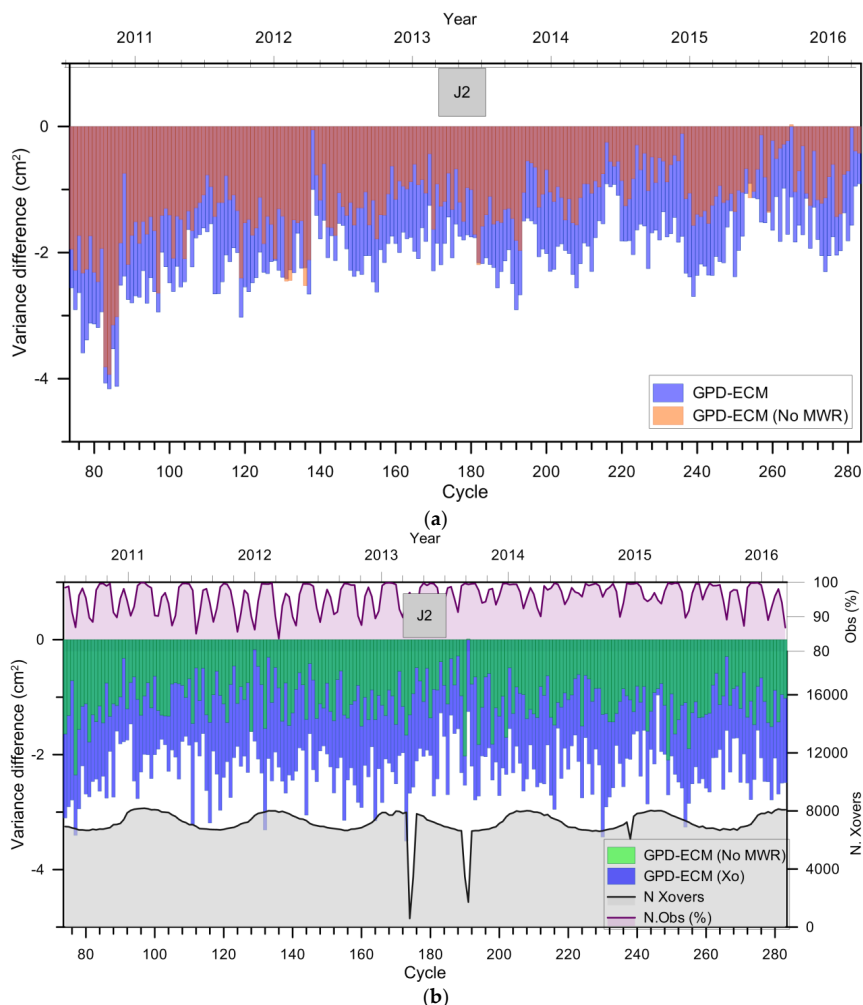 Year
2011 2012 2013 2014 2015 2016
J2
0
-2
-4
Variance difference (cm²)
GPD-ECM
GPD-ECM (No MWR)
80 100 120 140 160 180 200 220 240 260 280
Cycle
(a)
Year
2011 2012 2013 2014 2015 2016
J2
0
-2
-4
Variance difference (cm²)
100
90
80
Obs (%)
16000
12000
8000
4000
0
N. Xovers
GPD-ECM (No MWR)
GPD-ECM (Xo)
N Xovers
N.Obs (%)
80 100 120 140 160 180 200 220 240 260 280
Cycle
(b)